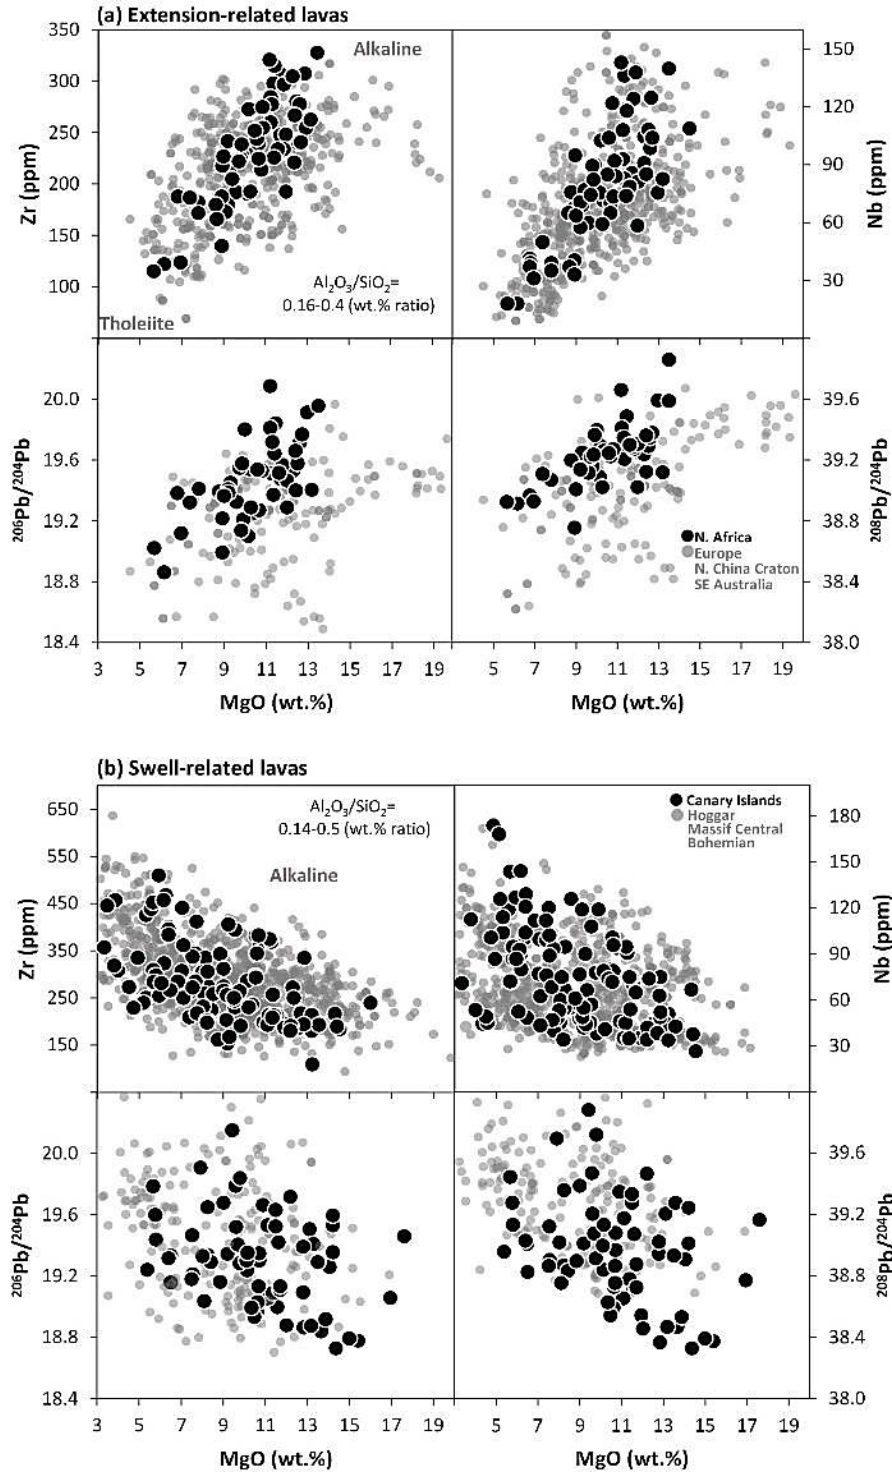 (a) Extension-related lavas
350
300
250
200
150
100
Zr (ppm)
Alkaline
Al₂O₃/SiO₂=
0.16-0.4 (wt.% ratio)
Tholeiite
150
120
90
60
30
Nb (ppm)
20.0
19.6
19.2
18.8
18.4
²⁰⁶Pb/²⁰⁴Pb
39.6
39.2
38.8
38.4
38.0
²⁰⁸Pb/²⁰⁴Pb
N. Africa
Europe
N. China Craton
SE Australia
3 5 7 9 11 13 15 17 19
5 7 9 11 13 15 17 19
MgO (wt.%)
MgO (wt.%)
(b) Swell-related lavas
650
550
450
350
250
150
Zr (ppm)
Al₂O₃/SiO₂=
0.14-0.5 (wt.% ratio)
Alkaline
Canary Islands
Hoggar
Massif Central
Bohemian
180
150
120
90
60
30
Nb (ppm)
20.0
19.6
19.2
18.8
18.4
²⁰⁶Pb/²⁰⁴Pb
39.6
39.2
38.8
38.4
38.0
²⁰⁸Pb/²⁰⁴Pb
3 5 7 9 11 13 15 17 19
5 7 9 11 13 15 17 19
MgO (wt.%)
MgO (wt.%)